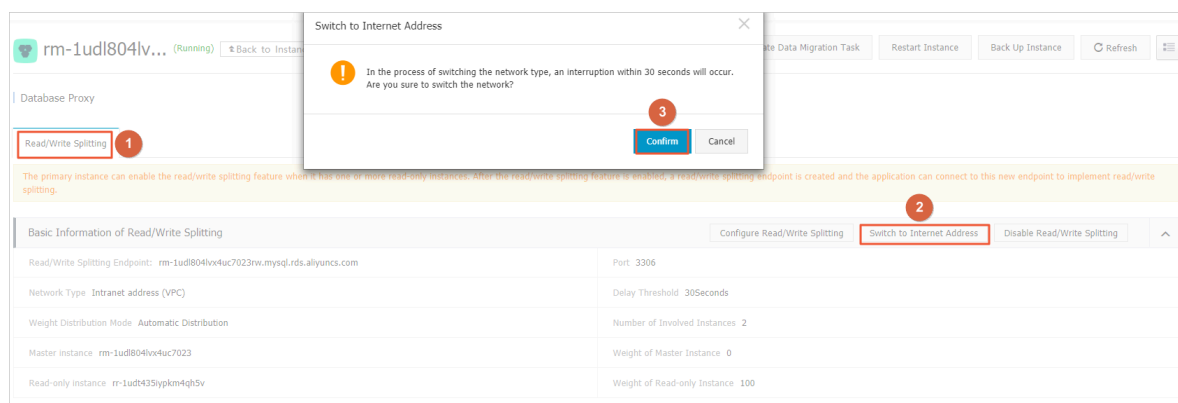 Switch to Internet Address
rm-1udl804lv... (Running) Back to Instan
ate Data Migration Task Restart Instance Back Up Instance Refresh
In the process of switching the network type, an interruption within 30 seconds will occur.
Are you sure to switch the network?
Database Proxy
3
Confirm Cancel
Read/Write Splitting 1
The primary instance can enable the read/write splitting feature when it has one or more read-only instances. After the read/write splitting feature is enabled, a read/write splitting endpoint is created and the application can connect to this new endpoint to implement read/write
splitting.
2
Basic Information of Read/Write Splitting Configure Read/Write Splitting Switch to Internet Address Disable Read/Write Splitting
Read/Write Splitting Endpoint: rm-1udl804lvx4uc7023rw.mysql.rds.aliyuncs.com Port 3306
Network Type Intranet address (VPC) Delay Threshold 30Seconds
Weight Distribution Mode Automatic Distribution Number of Involved Instances 2
Master instance rm-1udl804lvx4uc7023 Weight of Master Instance 0
Read-only instance rr-1udt435iypkm4qh5v Weight of Read-only Instance 100